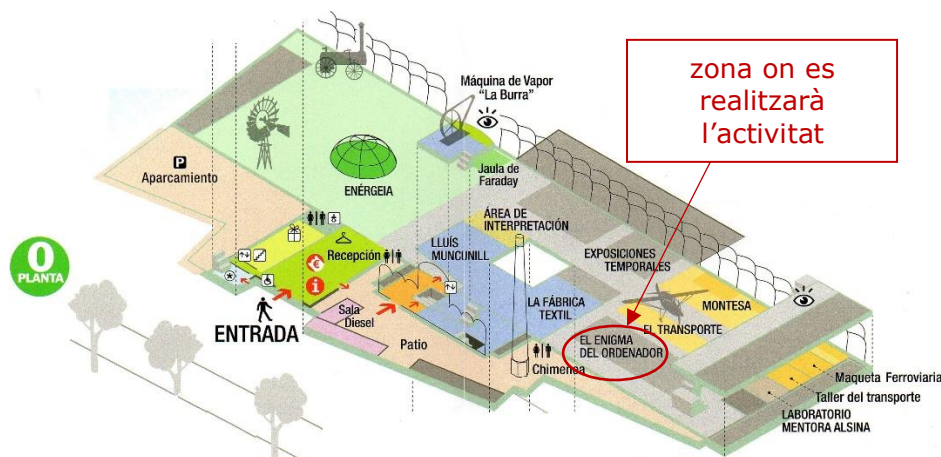 zona on es
realitzarà
l'activitat
Máquina de Vapor
"La Burra"
P
Aparcamiento
ENÉRGEIA
Jaula de
Faraday
ÁREA DE
INTERPRETACIÓN
0
PLANTA
Recepción
LLUÍS
MUNCUNILL
EXPOSICIONES
TEMPORALES
€
i
MONTESA
LA FÁBRICA
TEXTIL
ENTRADA
Sala
Diesel
EL TRANSPORTE
Patio
EL ENIGMA
DEL ORDENADOR
Chimenea
Maqueta Ferroviaria
Taller del transporte
LABORATORIO
MENTORA ALSINA